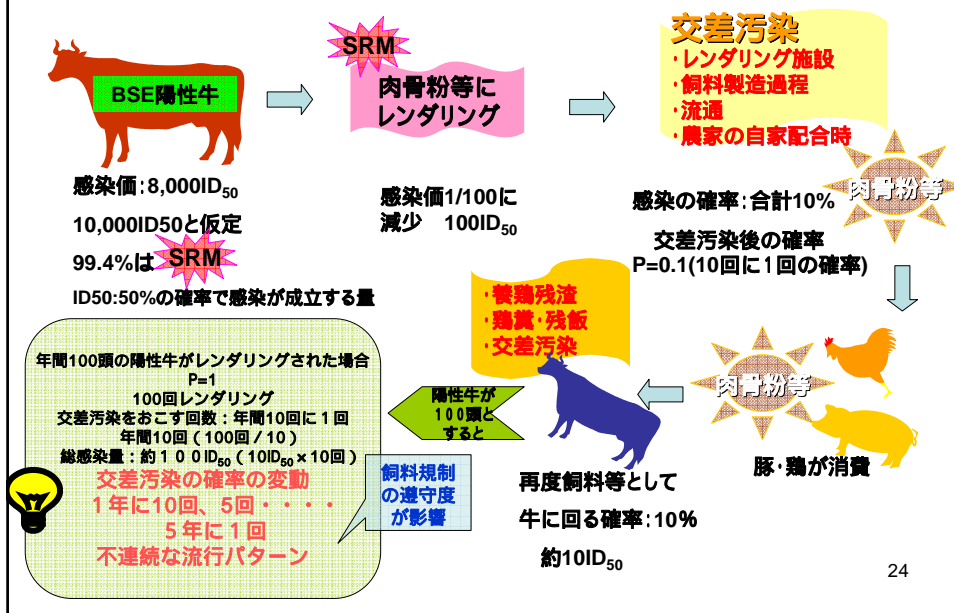 BSE陽性牛
感染価:8,000ID50
10,000ID50と仮定
99.4%は SRM
ID50:50%の確率で感染が成立する量
SRM
肉骨粉等に
レンダリング
感染価1/100に
減少 100ID50
交差汚染
・レンダリング施設
・飼料製造過程
・流通
・農家の自家配合時
肉骨粉等
感染の確率:合計10%
交差汚染後の確率
P=0.1(10回に1回の確率)
肉骨粉等
豚・鶏が消費
・養鶏残渣
・鶏糞・残飯
・交差汚染
再度飼料等として
牛に回る確率:10%
約10ID50
陽性牛が
100頭と
すると
年間100頭の陽性牛がレンダリングされた場合
P=1
100回レンダリング
交差汚染をおこす回数:年間10回に1回
年間10回(100回/10)
総感染量:約100ID50(10ID50×10回)
交差汚染の確率の変動
1年に10回、5回・・・・
5年に1回
不連続な流行パターン
飼料規制
の遵守度
が影響
24